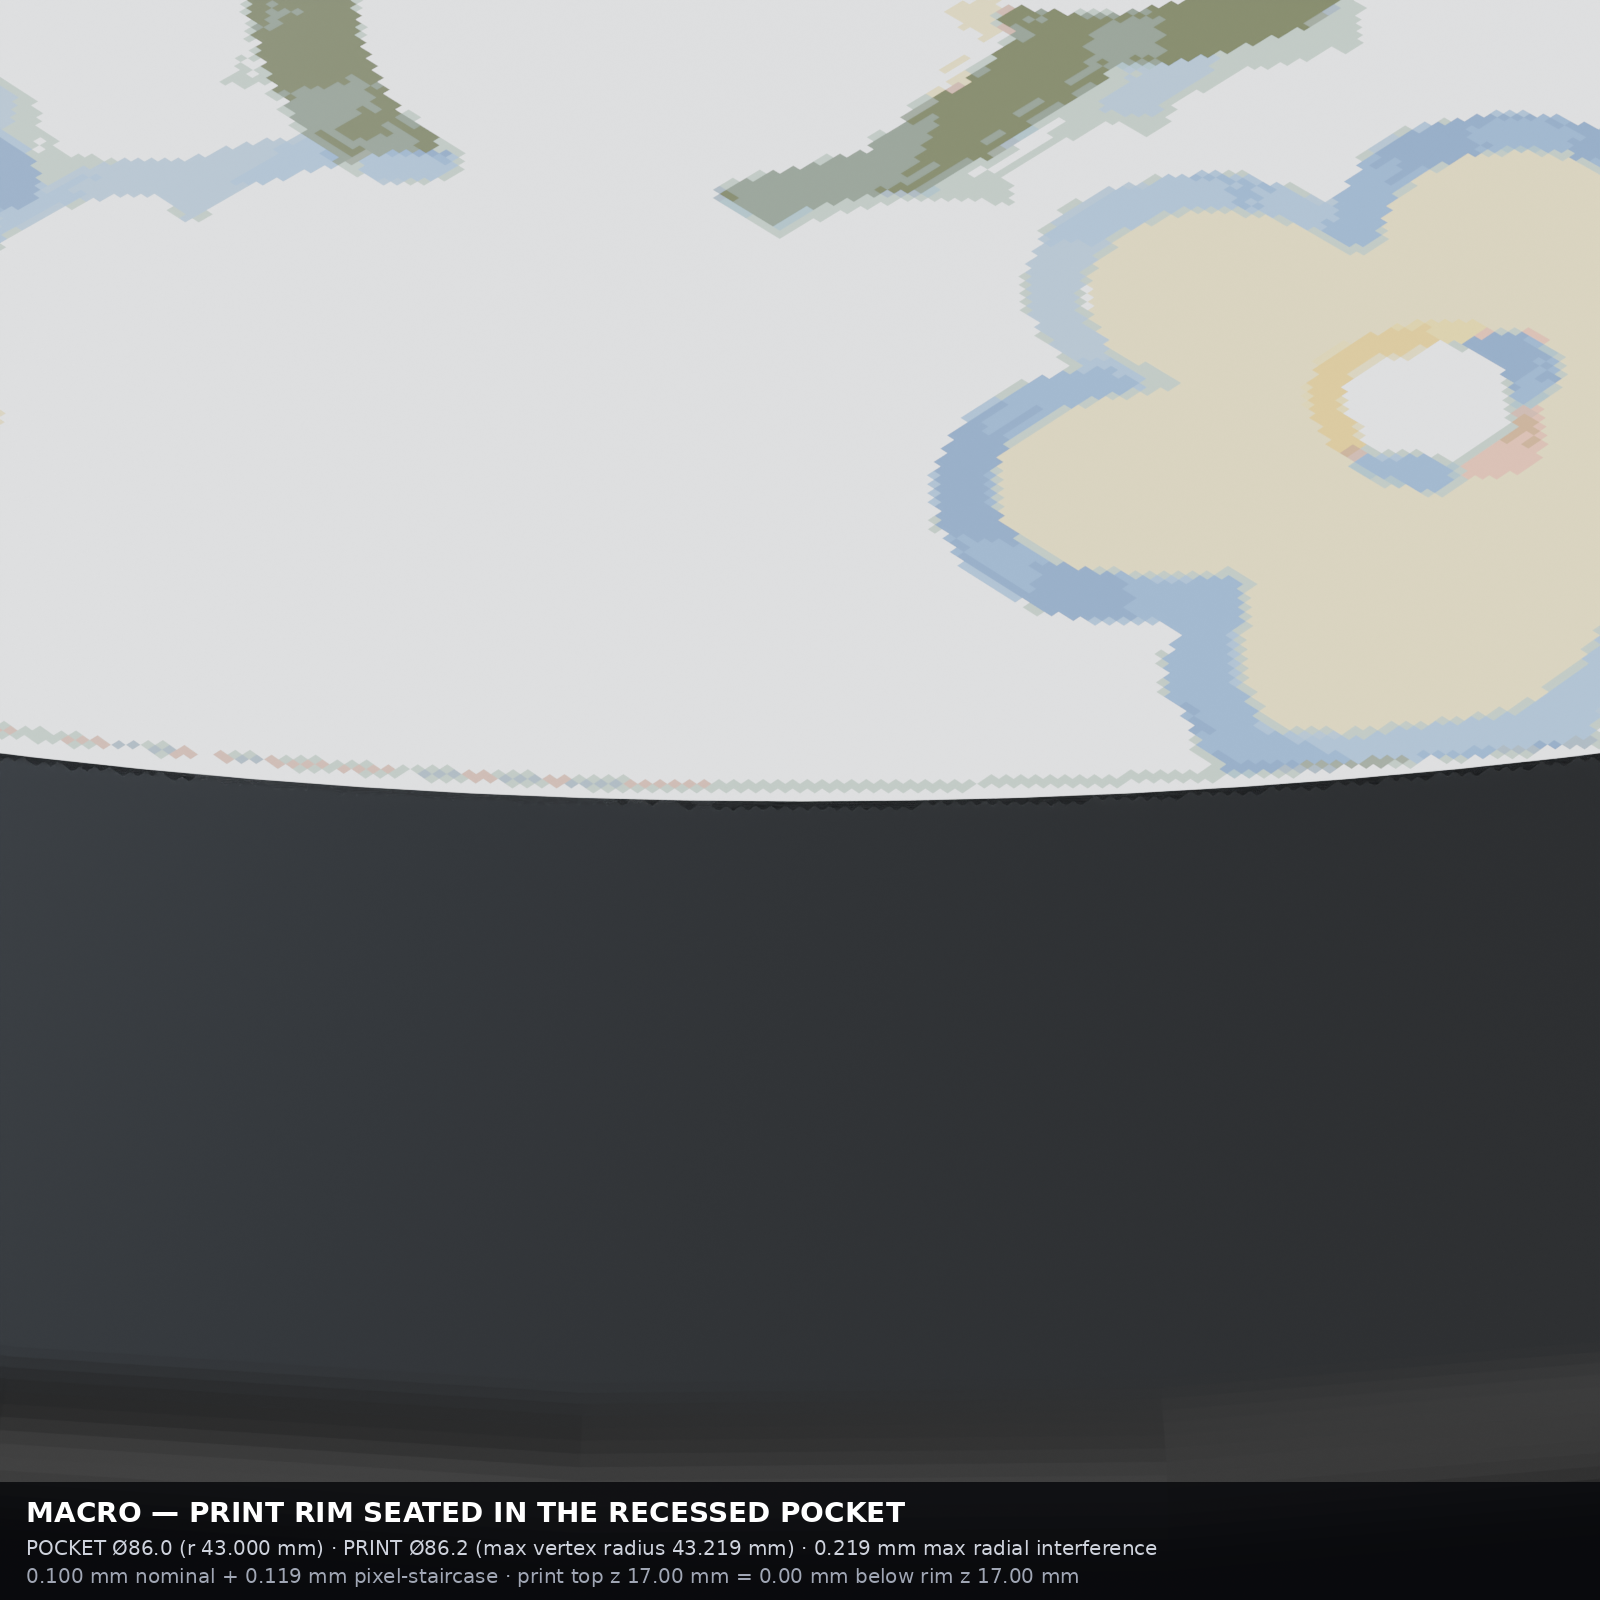 MACRO — PRINT RIM SEATED IN THE RECESSED POCKET
POCKET Ø86.0 (r 43.000 mm) · PRINT Ø86.2 (max vertex radius 43.219 mm) · 0.219 mm max radial interference
0.100 mm nominal + 0.119 mm pixel-staircase · print top z 17.00 mm = 0.00 mm below rim z 17.00 mm